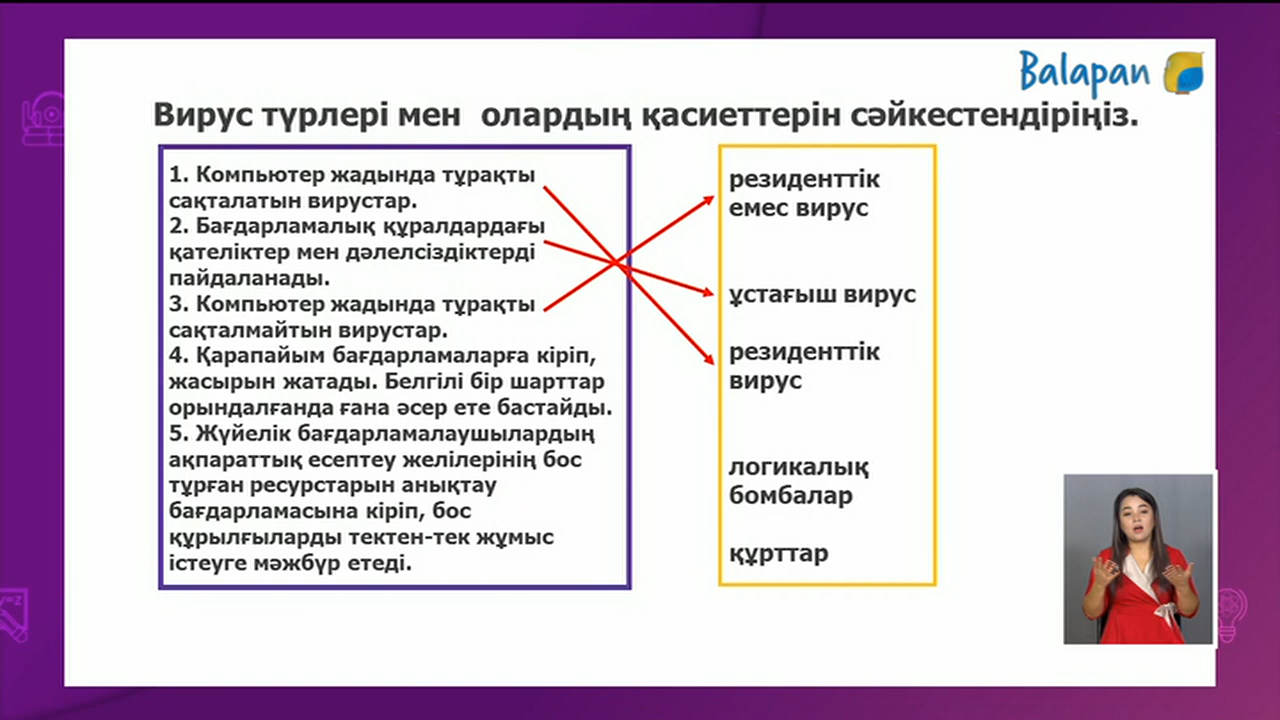 Balapan
Вирус түрлері мен олардың қасиеттерін сәйкестендіріңіз.
1. Компьютер жадында тұрақты
сақталатын вирустар.
2. Бағдарламалық құралдардағы
қателіктер мен дәлелсіздіктерді
пайдаланады.
3. Компьютер жадында тұрақты
сақталмайтын вирустар.
4. Қарапайым бағдарламаларға кіріп,
жасырын жатады. Белгілі бір шарттар
орындалғанда ғана әсер ете бастайды.
5. Жүйелік бағдарламалаушылардың
ақпараттық есептеу желілерінің бос
тұрған ресурстарын анықтау
бағдарламасына кіріп, бос
құрылғыларды тектен-тек жұмыс
істеуге мәжбүр етеді.
резиденттік
емес вирус
ұстағыш вирус
резиденттік
вирус
логикалық
бомбалар
құрттар